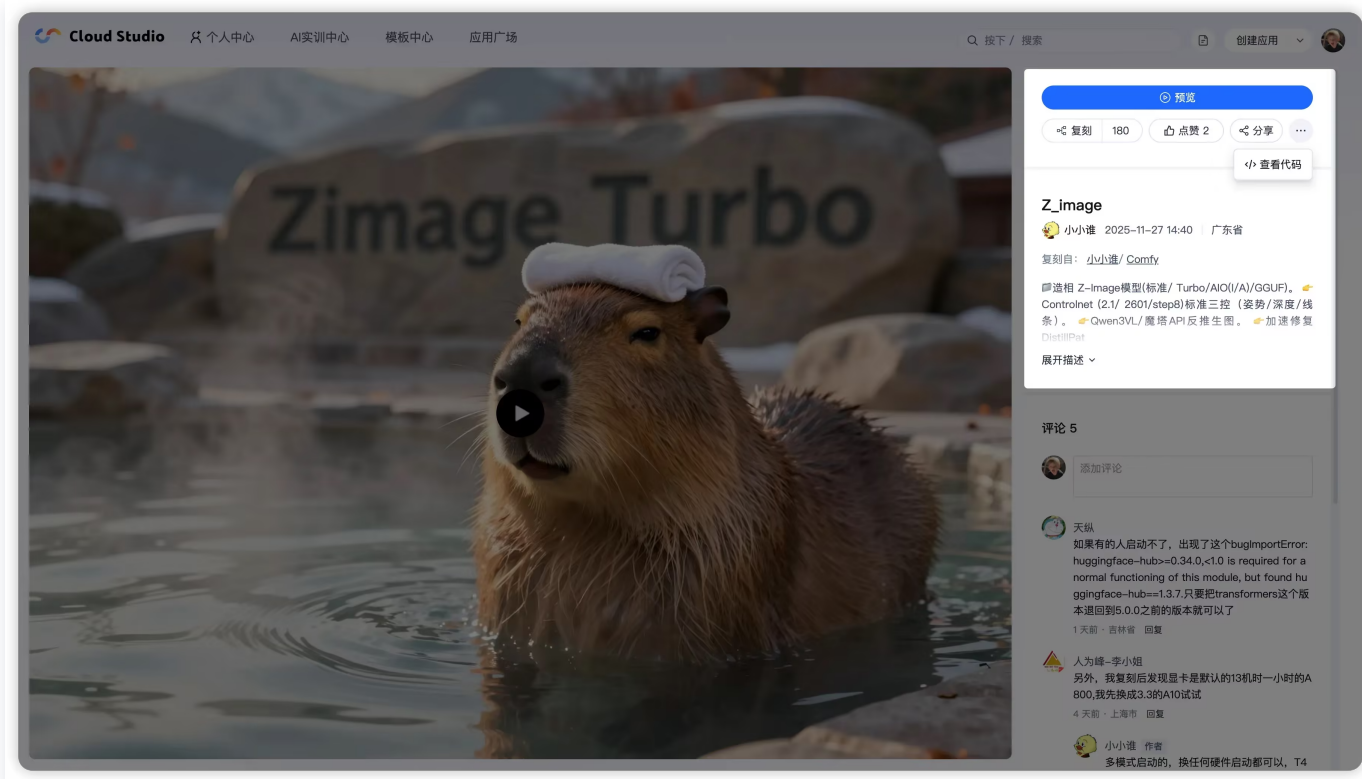 Cloud Studio 个人中心 AI实训中心 模板中心 应用广场 按下 / 搜索 创建应用
Zimage Turbo
预览
复刻 180 点赞 2 分享 ...
</> 查看代码
Z_image
小小谁 2025-11-27 14:40 广东省
复刻自: 小小谁/ Comfy
造相 Z-Image模型(标准/ Turbo/AIO(I/A)/GGUF)。
Controlnet (2.1/ 2601/step8)标准三控 (姿势/深度/线
条)。 Qwen3VL/魔塔API反推生图。 加速修复
DistillPat
展开描述
评论 5
添加评论
天纵
如果有的人启动不了，出现了这个bugImportError:
huggingface-hub>=0.34.0,<1.0 is required for a
normal functioning of this module, but found hu
ggingface-hub==1.3.7.只要把transformers这个版
本退回到5.0.0之前的版本就可以了
1 天前 · 吉林省 回复
人为峰-李小姐
另外，我复刻后发现显卡是默认的13机时一小时的A
800,我先换成3.3的A10试试
4 天前 · 上海市 回复
小小谁 作者
多模式启动的，换任何硬件启动都可以，T4